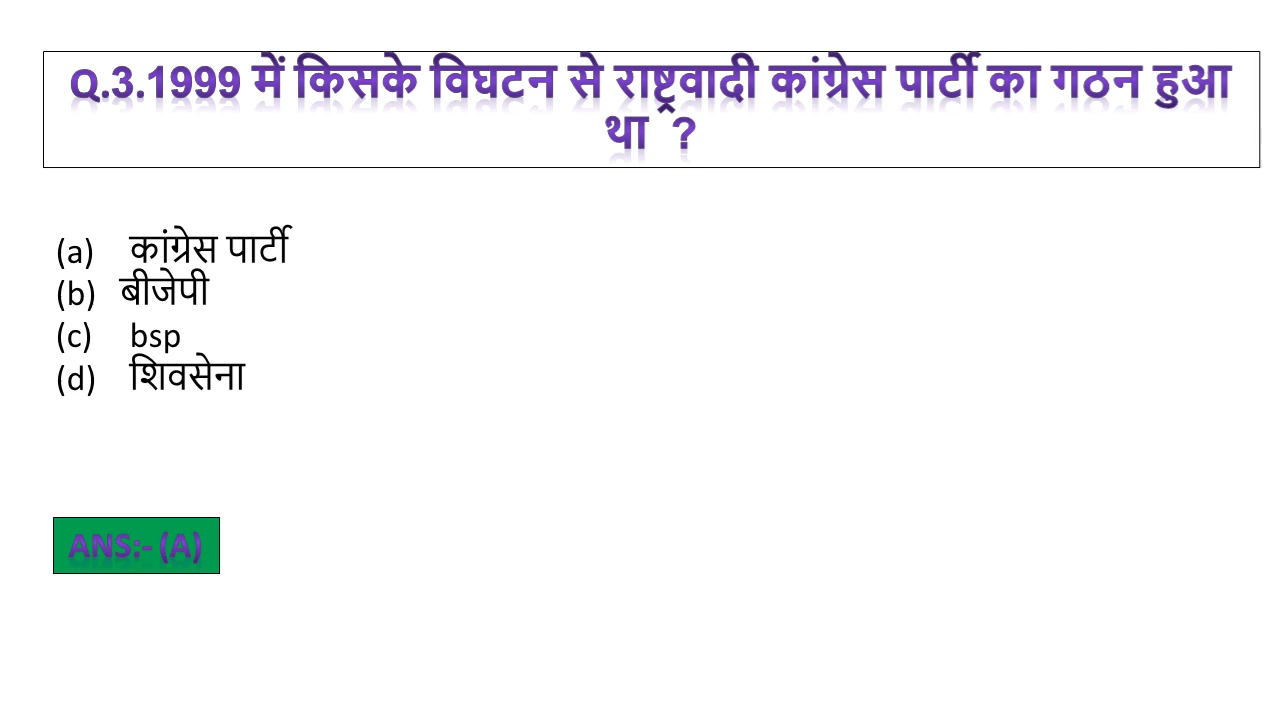 Q.3.1999 में किसके विघटन से राष्ट्रवादी कांग्रेस पार्टी का गठन हुआ
था ?
(a) कांग्रेस पार्टी
(b) बीजेपी
(c) bsp
(d) शिवसेना
ANS:- (A)